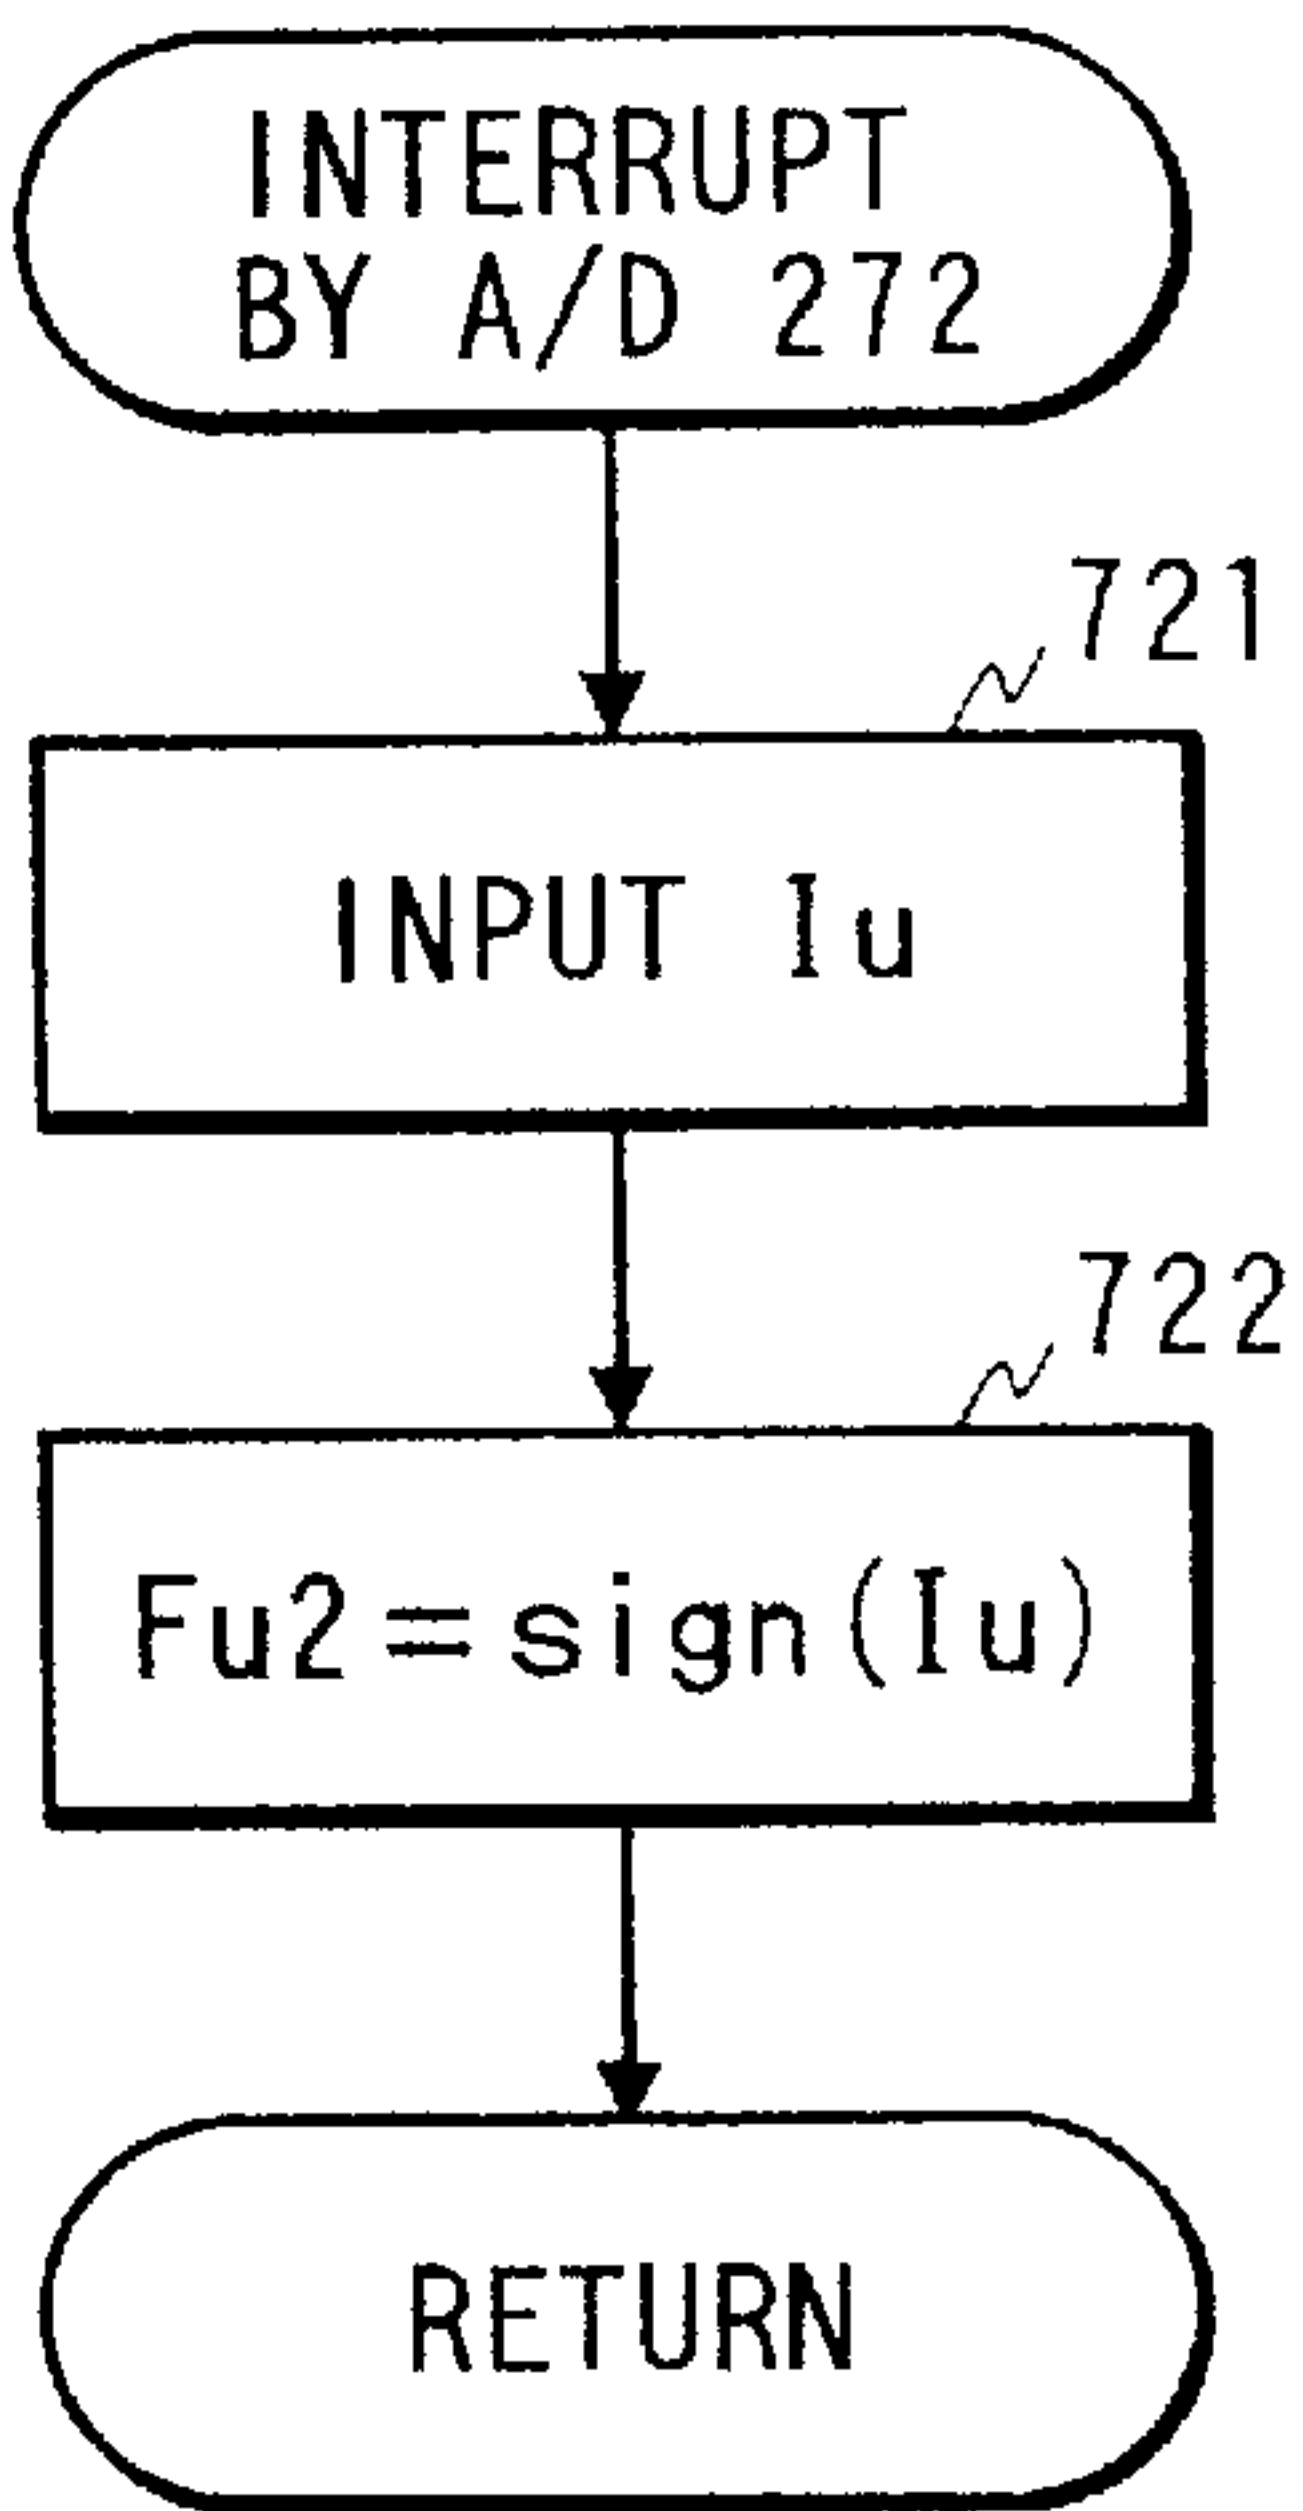 INTERRUPT
BY A/D 272
721
INPUT Iu
722
Fu2=sign(Iu)
RETURN